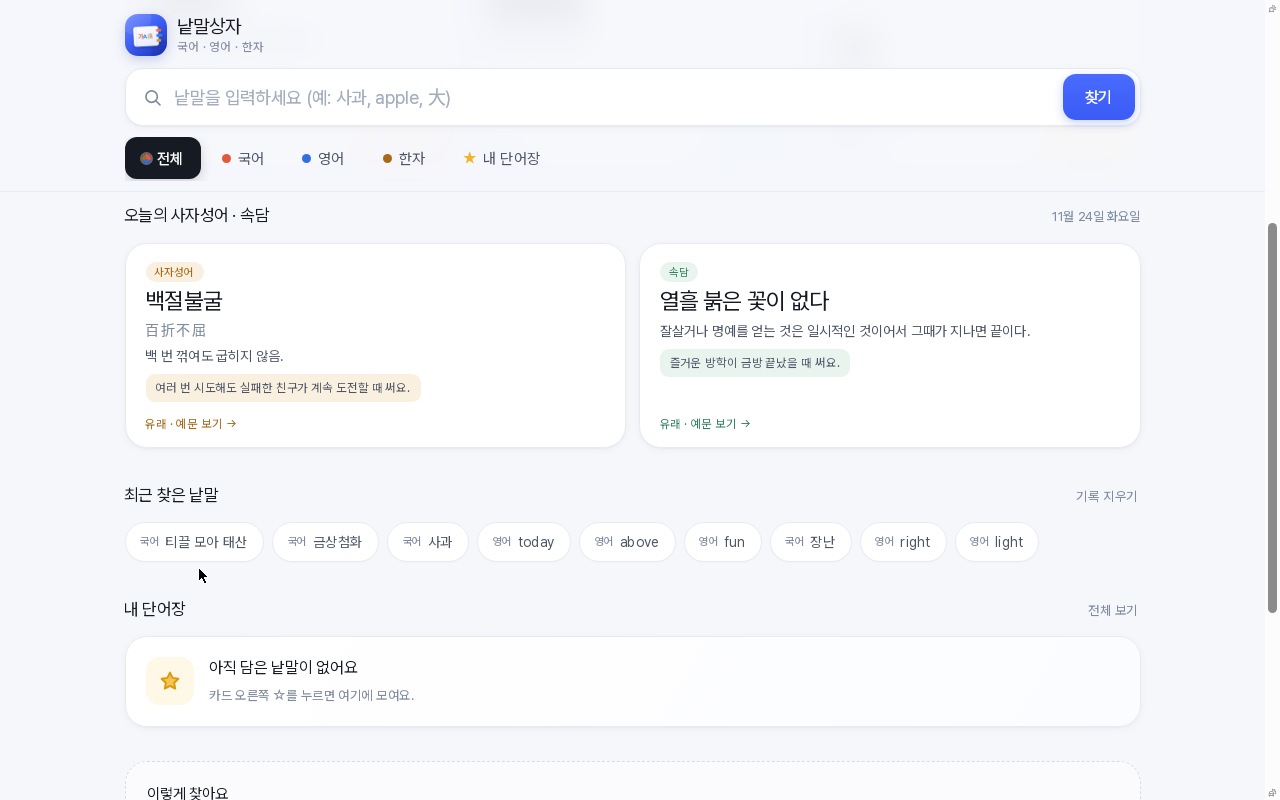 낱말상자
국어 · 영어 · 한자
낱말을 입력하세요 (예: 사과, apple, 大)
찾기
전체
국어
영어
한자
내 단어장
오늘의 사자성어 · 속담
11월 24일 화요일
사자성어
백절불굴
百折不屈
백 번 꺾여도 굽히지 않음.
여러 번 시도해도 실패한 친구가 계속 도전할 때 써요.
유래 · 예문 보기 →
속담
열흘 붉은 꽃이 없다
잘살거나 명예를 얻는 것은 일시적인 것이어서 그때가 지나면 끝이다.
즐거운 방학이 금방 끝났을 때 써요.
유래 · 예문 보기 →
최근 찾은 낱말
기록 지우기
국어 티끌 모아 태산
국어 금상첨화
국어 사과
영어 today
영어 above
영어 fun
국어 장난
영어 right
영어 light
내 단어장
전체 보기
아직 담은 낱말이 없어요
카드 오른쪽 ☆를 누르면 여기에 모여요.
이렇게 찾아요